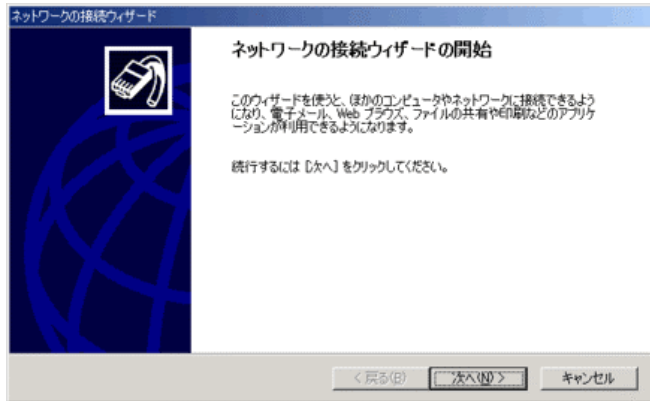 ネットワークの接続ウィザード
ネットワークの接続ウィザードの開始
このウィザードを使うと、ほかのコンピュータやネットワークに接続できるよう
になり、電子メール、Web ブラウズ、ファイルの共有や印刷などのアプリケ
ーションが利用できるようになります。
続行するには [次へ] をクリックしてください。
< 戻る(B)
次へ(N) >
キャンセル